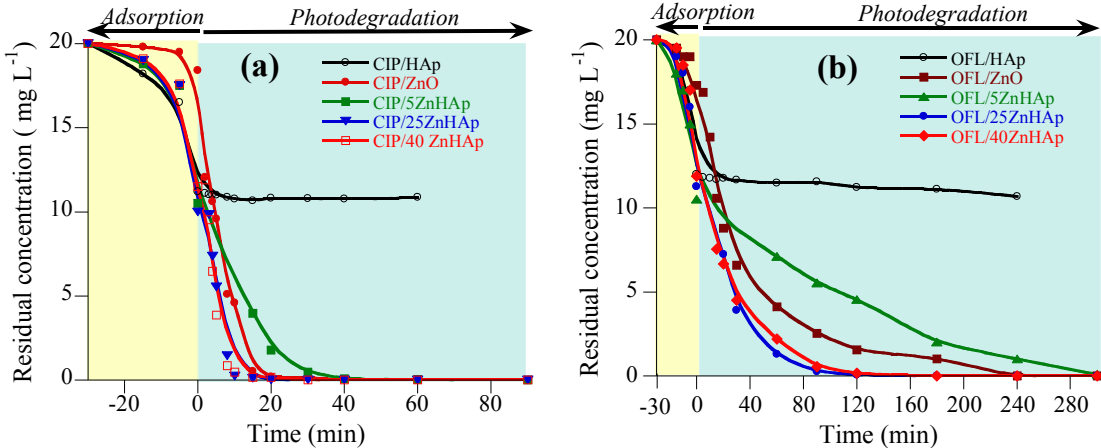 Adsorption Photodegradation
(a)
CIP/HAp
CIP/ZnO
CIP/5ZnHAp
CIP/25ZnHAp
CIP/40 ZnHAp
Residual concentration ( mg L⁻¹)
20
15
10
5
0
-20 0 20 40 60 80
Time (min)
Adsorption Photodegradation
(b)
OFL/HAp
OFL/ZnO
OFL/5ZnHAp
OFL/25ZnHAp
OFL/40ZnHAp
Residual concentration (mg L⁻¹)
20
15
10
5
0
-30 0 40 80 120 160 200 240 280
Time (min)